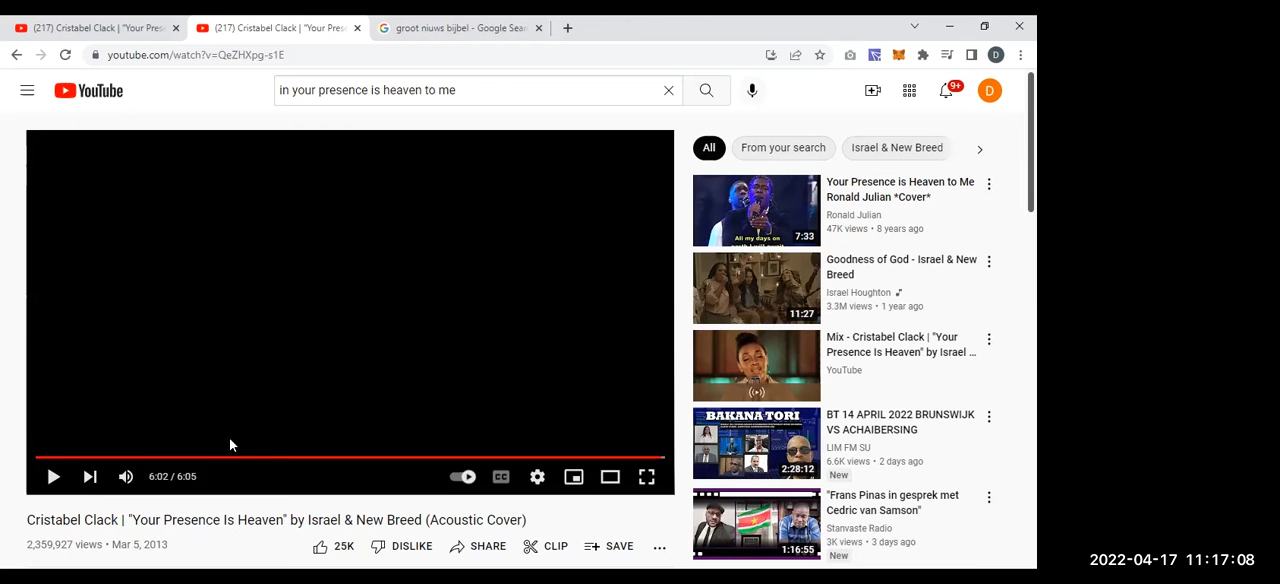 (217) Cristabel Clack | "Your Pres
(217) Cristabel Clack | "Your Prese
groot niuws bijbel - Google Sear
youtube.com/watch?v=QeZHXpg-s1E
D
YouTube
in your presence is heaven to me
9+
D
All
From your search
Israel & New Breed
Your Presence is Heaven to Me
Ronald Julian *Cover*
Ronald Julian
47K views • 8 years ago
All my days on
7:33
Goodness of God - Israel & New
Breed
Israel Houghton
3.3M views • 1 year ago
11:27
Mix - Cristabel Clack | "Your
Presence Is Heaven" by Israel ...
YouTube
BAKANA TORI
BT 14 APRIL 2022 BRUNSWIJK
VS ACHAIBERSING
LIM FM SU
6.6K views • 2 days ago
2:28:12
New
"Frans Pinas in gesprek met
Cedric van Samson"
Stanvaste Radio
3K views • 3 days ago
1:16:55
New
6:02 / 6:05
CC
Cristabel Clack | "Your Presence Is Heaven" by Israel & New Breed (Acoustic Cover)
2,359,927 views • Mar 5, 2013
25K
DISLIKE
SHARE
CLIP
SAVE
2022-04-17 11:17:08